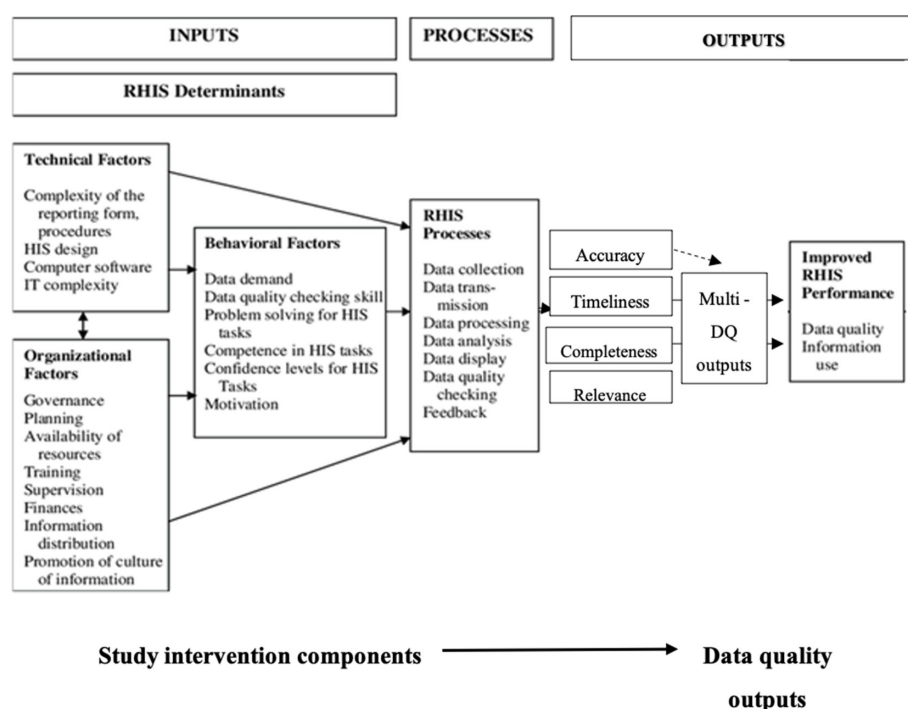 INPUTS
PROCESSES
OUTPUTS
RHIS Determinants
Technical Factors
Complexity of the
reporting form,
procedures
HIS design
Computer software
IT complexity
Organizational
Factors
Governance
Planning
Availability of
resources
Training
Supervision
Finances
Information
distribution
Promotion of culture
of information
Behavioral Factors
Data demand
Data quality checking skill
Problem solving for HIS
tasks
Competence in HIS tasks
Confidence levels for HIS
Tasks
Motivation
RHIS
Processes
Data collection
Data trans-
mission
Data processing
Data analysis
Data display
Data quality
checking
Feedback
Accuracy
Timeliness
Completeness
Relevance
Multi -
DQ
outputs
Improved
RHIS
Performance
Data quality
Information
use
Study intervention components
Data quality
outputs